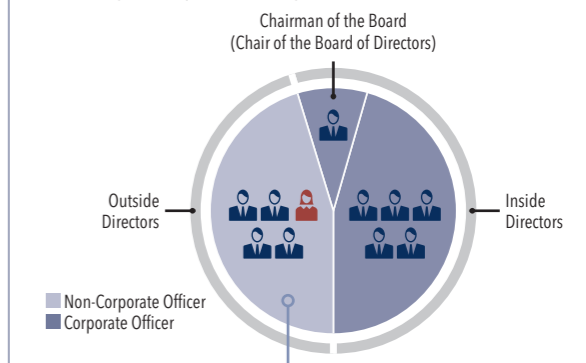 Chairman of the Board
(Chair of the Board of Directors)
Outside
Directors
Inside
Directors
Non-Corporate Officer
Corporate Officer